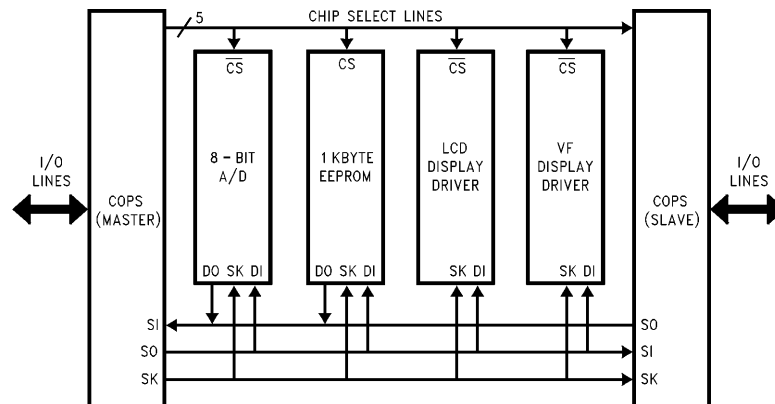 5 CHIP SELECT LINES
CS CS CS CS
I/O
LINES
COPS
(MASTER)
8 - BIT
A/D
1 KBYTE
EEPROM
LCD
DISPLAY
DRIVER
VF
DISPLAY
DRIVER
COPS
(SLAVE)
I/O
LINES
DO SK DI
DO SK DI
SK DI
SK DI
SI SO
SO SI
SK SK